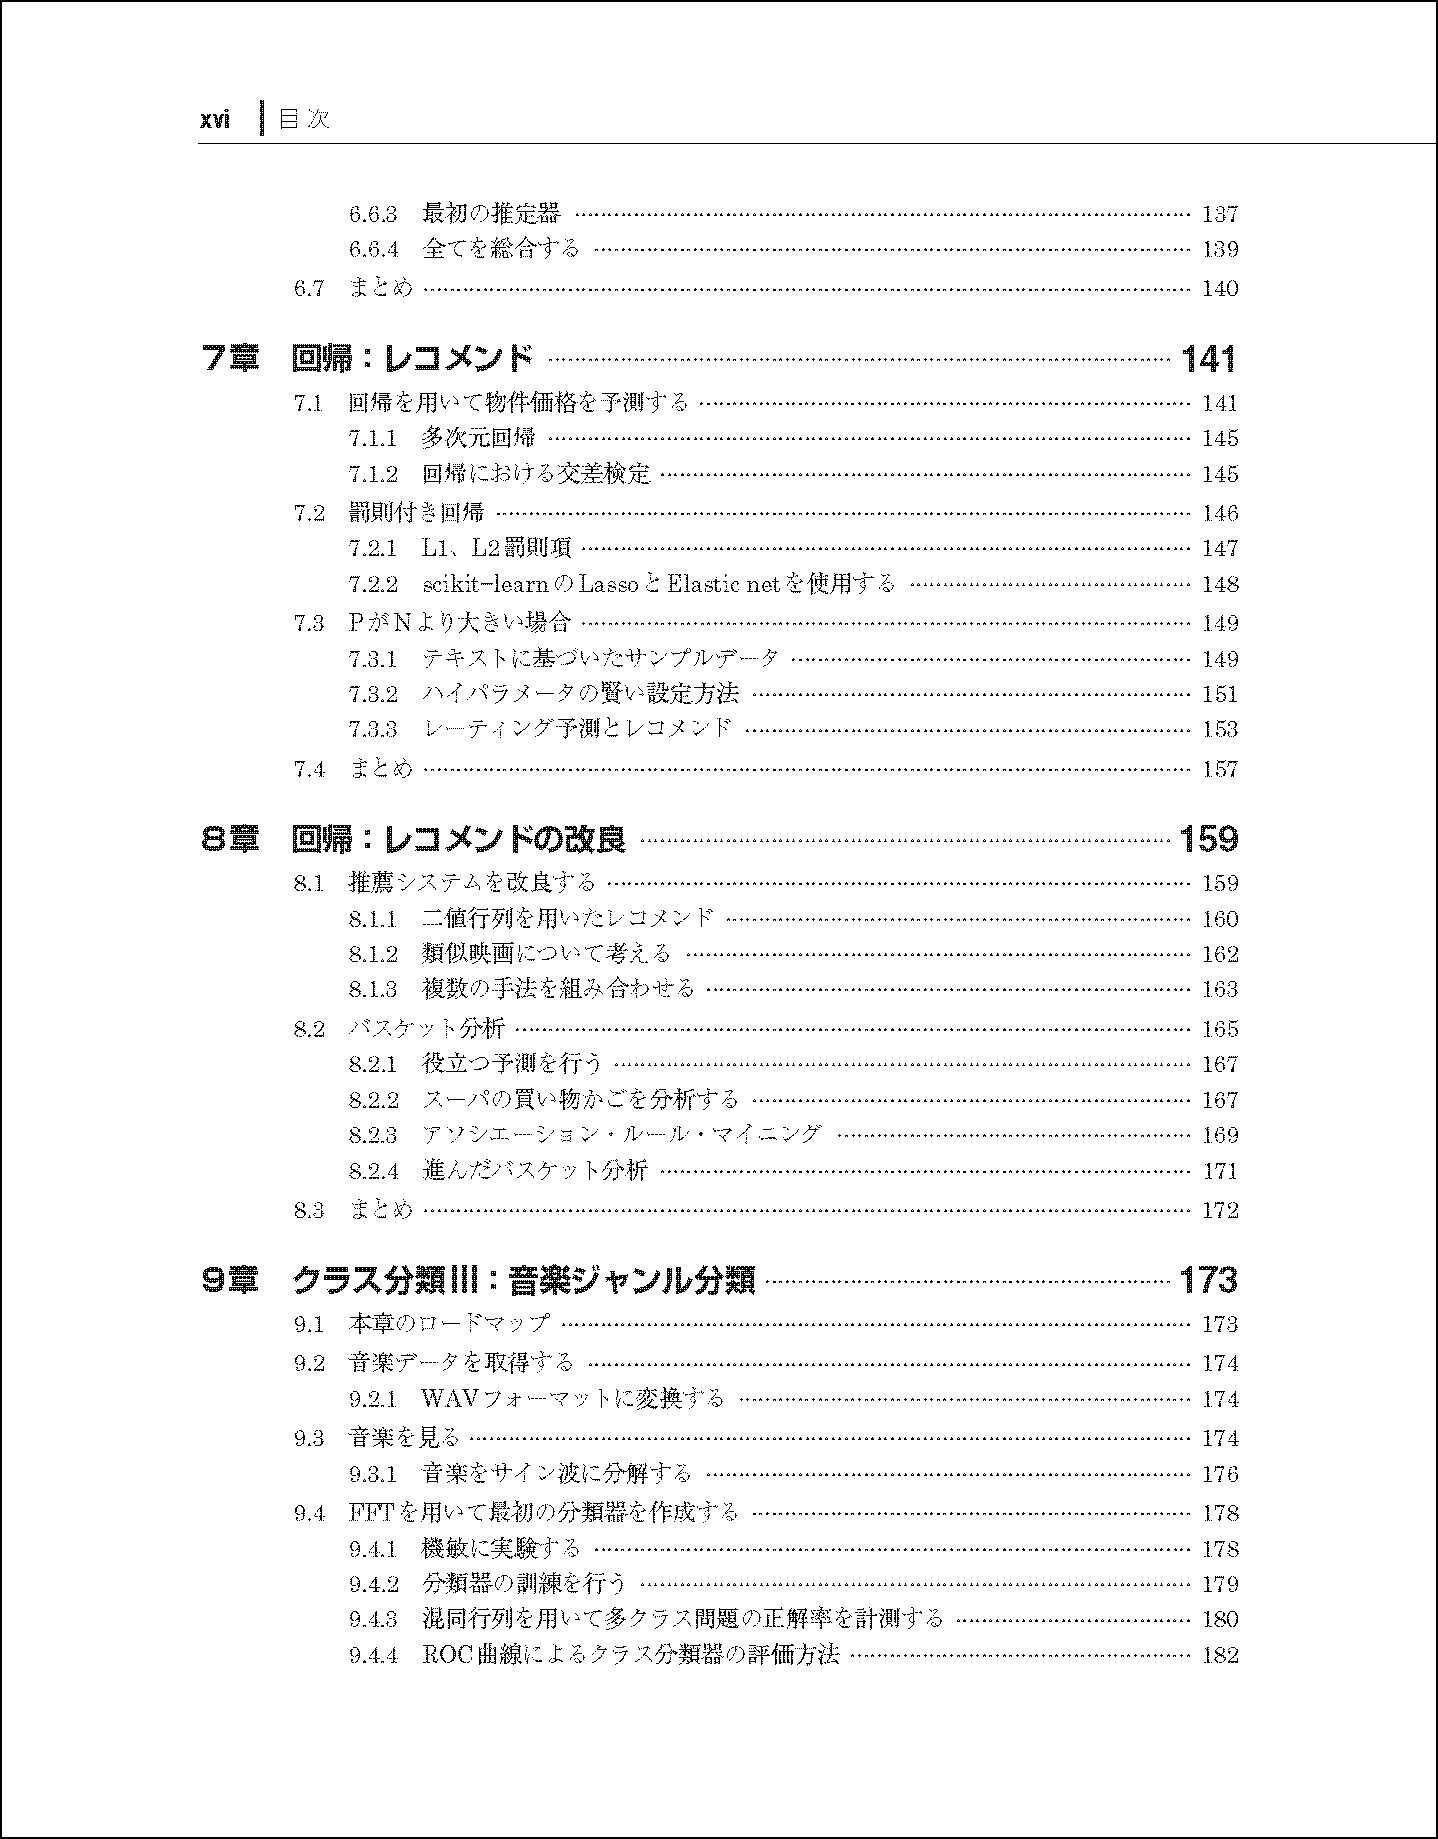 xvi 目次
6.6.3 最初の推定器 137
6.6.4 全てを総合する 139
6.7 まとめ 140
7章 回帰：レコメンド 141
7.1 回帰を用いて物件価格を予測する 141
7.1.1 多次元回帰 145
7.1.2 回帰における交差検定 145
7.2 罰則付き回帰 146
7.2.1 L1、L2罰則項 147
7.2.2 scikit-learnのLassoとElastic netを使用する 148
7.3 PがNより大きい場合 149
7.3.1 テキストに基づいたサンプルデータ 149
7.3.2 ハイパラメータの賢い設定方法 151
7.3.3 レーティング予測とレコメンド 153
7.4 まとめ 157
8章 回帰：レコメンドの改良 159
8.1 推薦システムを改良する 159
8.1.1 二値行列を用いたレコメンド 160
8.1.2 類似映画について考える 162
8.1.3 複数の手法を組み合わせる 163
8.2 バスケット分析 165
8.2.1 役立つ予測を行う 167
8.2.2 スーパの買い物かごを分析する 167
8.2.3 アソシエーション・ルール・マイニング 169
8.2.4 進んだバスケット分析 171
8.3 まとめ 172
9章 クラス分類III：音楽ジャンル分類 173
9.1 本章のロードマップ 173
9.2 音楽データを取得する 174
9.2.1 WAVフォーマットに変換する 174
9.3 音楽を見る 174
9.3.1 音楽をサイン波に分解する 176
9.4 FFTを用いて最初の分類器を作成する 178
9.4.1 機敏に実験する 178
9.4.2 分類器の訓練を行う 179
9.4.3 混同行列を用いて多クラス問題の正解率を計測する 180
9.4.4 ROC曲線によるクラス分類器の評価方法 182